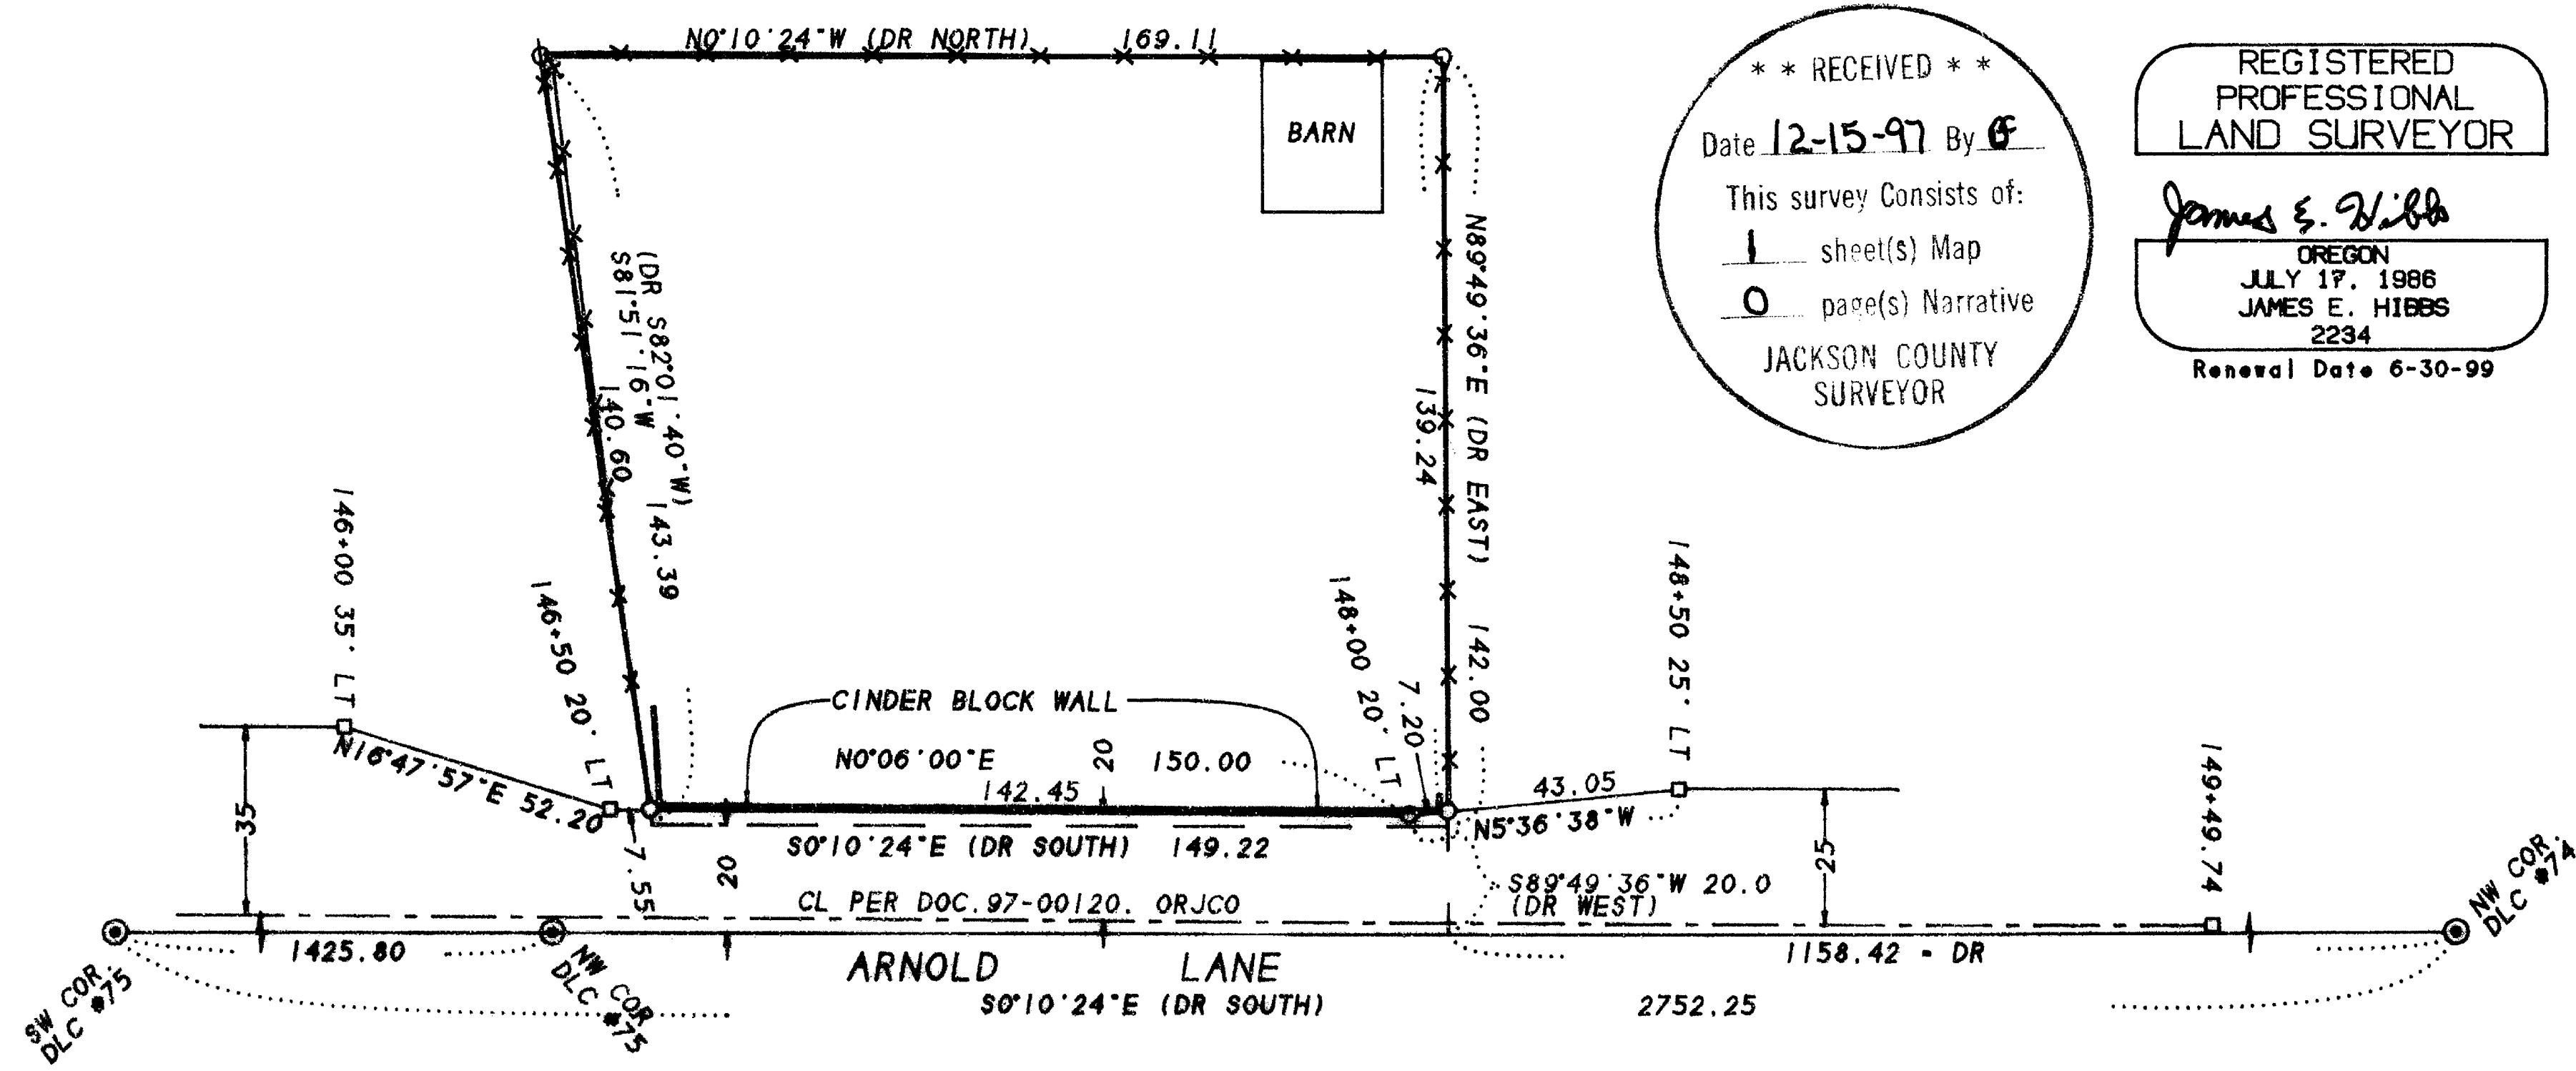 N0°10'24"W (DR NORTH) 169.11
BARN
(DR S82°01'40"W) 143.39
S81°51'16"W
140.60
N89°49'36"E (DR EAST) 142.00
139.24
* * RECEIVED * *
Date 12-15-97 By
This survey Consists of:
1 sheet(s) Map
0 page(s) Narrative
JACKSON COUNTY
SURVEYOR
REGISTERED
PROFESSIONAL
LAND SURVEYOR
James E. Hibbs
OREGON
JULY 17, 1986
JAMES E. HIBBS
2234
Renewal Date 6-30-99
146+00 35' LT
146+50 20' LT
148+00 20' LT
7.20
148+50 25' LT
149+49.74
CINDER BLOCK WALL
N16°47'57"E 52.20
N0°06'00"E 20 150.00
142.45
43.05
N5°36'38"W
35
7.55
20
25
S0°10'24"E (DR SOUTH) 149.22
S89°49'36"W 20.0
(DR WEST)
CL PER DOC.97-00120. ORJCO
1425.80
1158.42 - DR
ARNOLD LANE
S0°10'24"E (DR SOUTH) 2752.25
SW COR.
DLC #75
NW COR.
DLC #75
NW COR.
DLC #74